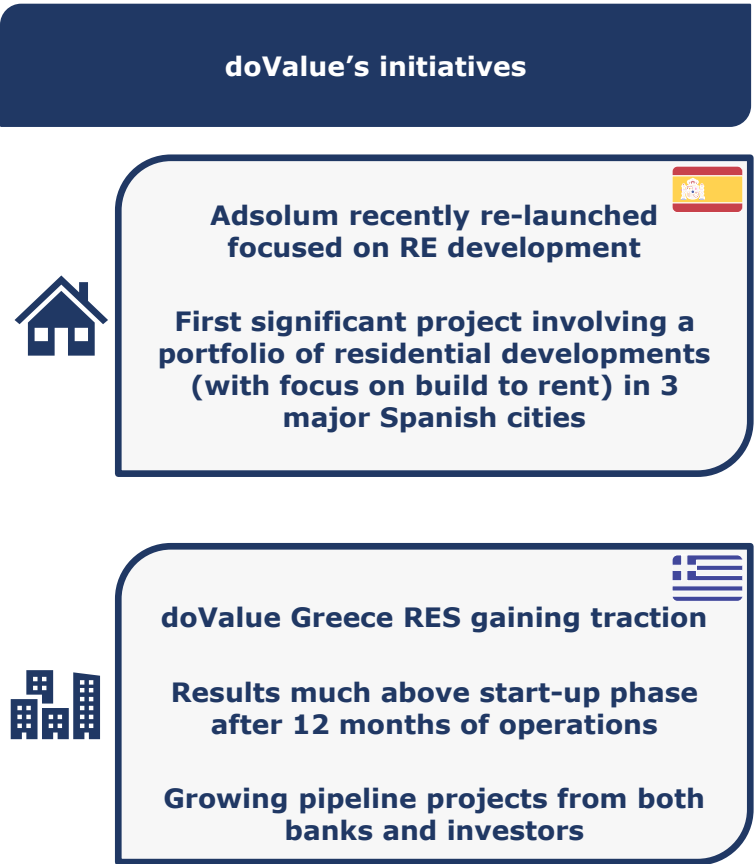 doValue’s initiatives
Adsolum recently re-launched
focused on RE development
First significant project involving a
portfolio of residential developments
(with focus on build to rent) in 3
major Spanish cities
doValue Greece RES gaining traction
Results much above start-up phase
after 12 months of operations
Growing pipeline projects from both
banks and investors